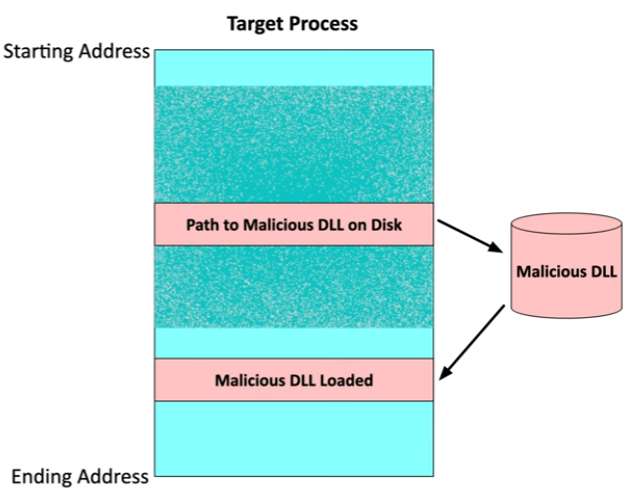 Target Process
Starting Address
Path to Malicious DLL on Disk
Malicious DLL
Malicious DLL Loaded
Ending Address